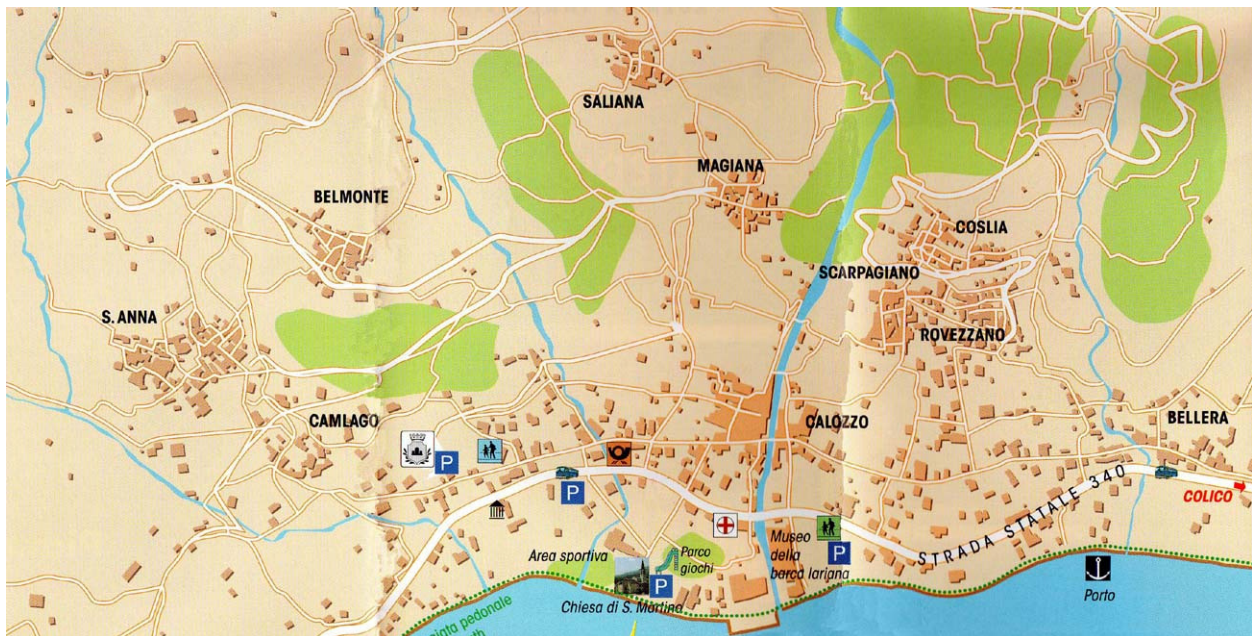 SALIANA
MAGIANA
BELMONTE
COSLIA
SCARPAGIANO
S. ANNA
ROVEZZANO
CAMLAGO
CALOZZO
BELLERA
P
P
STRADA STATALE 340
COLICO
Area sportiva
Parco
giochi
Museo
della
barca lariana
P
P
Chiesa di S. Martino
Porto
pedonale